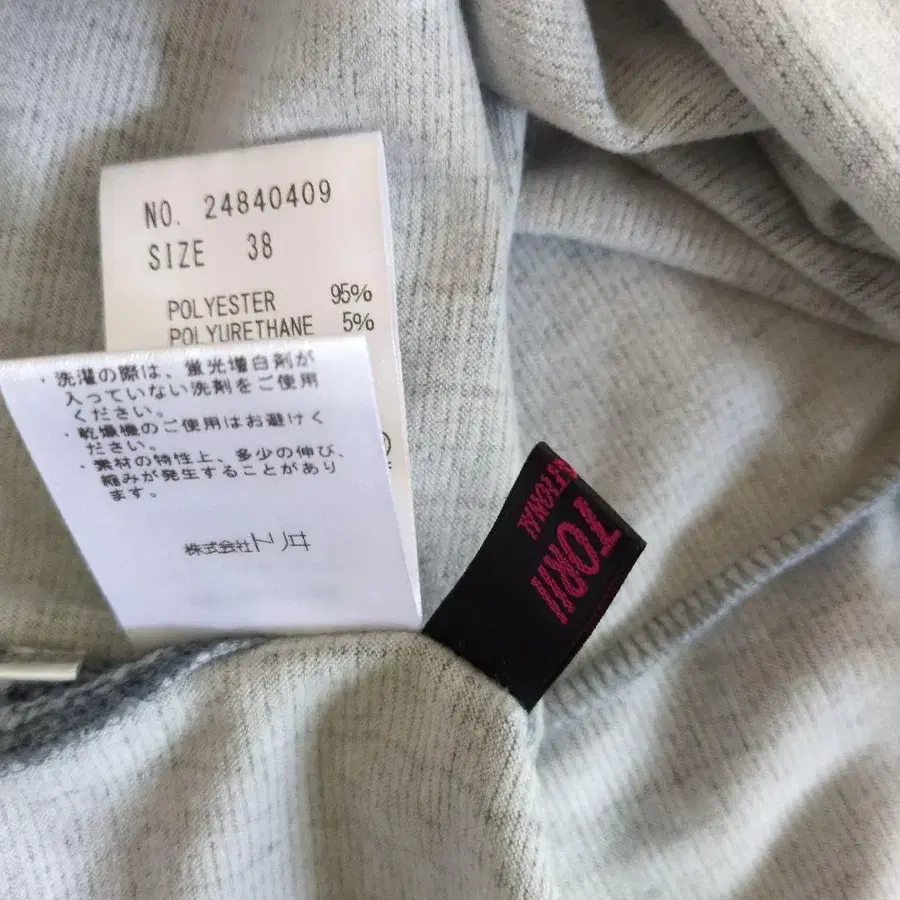 NO. 24840409
SIZE 38
POLYESTER 95%
POLYURETHANE 5%
・洗濯の際は、蛍光増白剤が
入っていない洗剤をご使用
ください。
・乾燥機のご使用はお避けく
ださい。
・素材の特性上、多少の伸び、
縮みが発生することがあり
ます。
株式会社
TORII